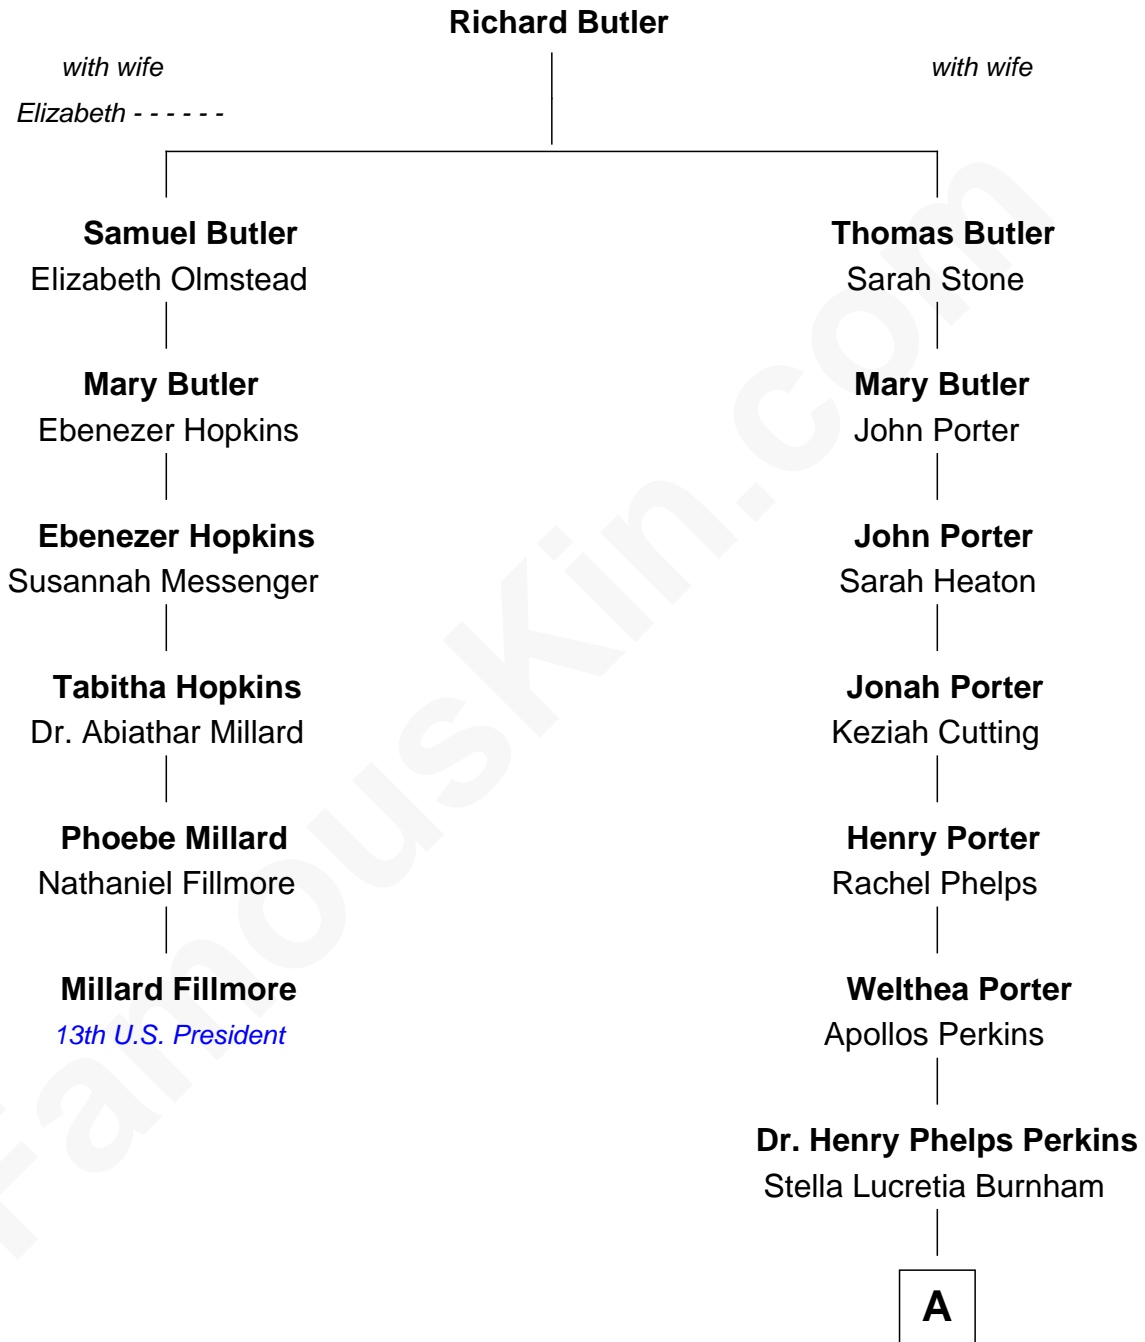 Richard Butler
with wife
with wife
Elizabeth - - - - - -
Samuel Butler
Elizabeth Olmstead
Thomas Butler
Sarah Stone
Mary Butler
Ebenezer Hopkins
Mary Butler
John Porter
Ebenezer Hopkins
Susannah Messenger
John Porter
Sarah Heaton
Tabitha Hopkins
Dr. Abiathar Millard
Jonah Porter
Keziah Cutting
Phoebe Millard
Nathaniel Fillmore
Henry Porter
Rachel Phelps
Millard Fillmore
13th U.S. President
Welthea Porter
Apollos Perkins
Dr. Henry Phelps Perkins
Stella Lucretia Burnham
A
FamousKin.com